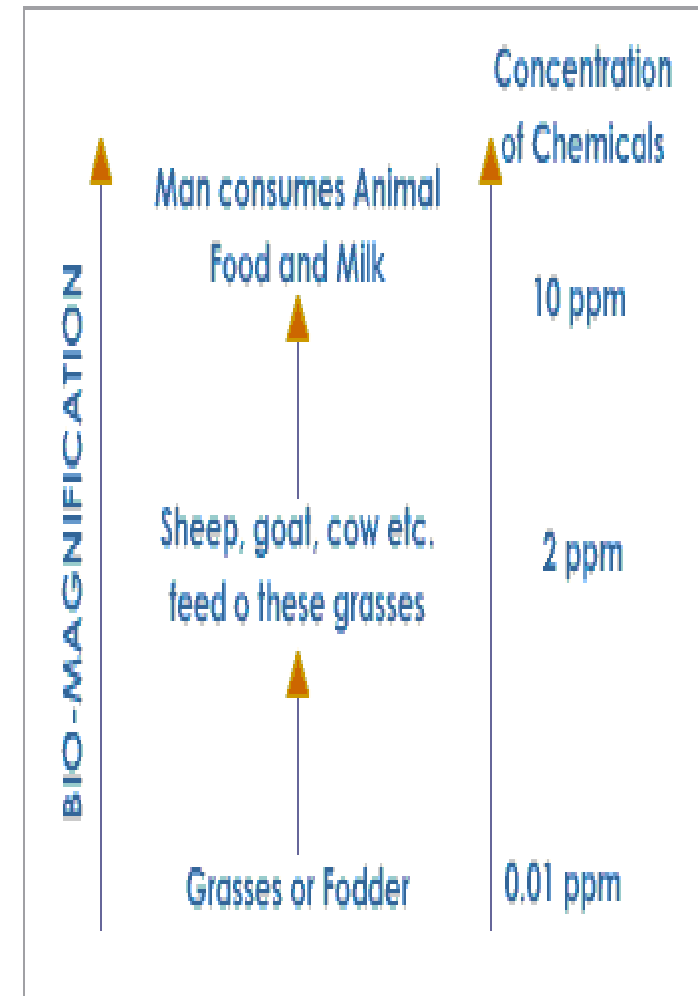 Concentration
of Chemicals
Man consumes Animal
Food and Milk
10 ppm
BIO-MAGNIFICATION
Sheep, goat, cow etc.
feed o these grasses
2 ppm
Grasses or Fodder
0.01 ppm